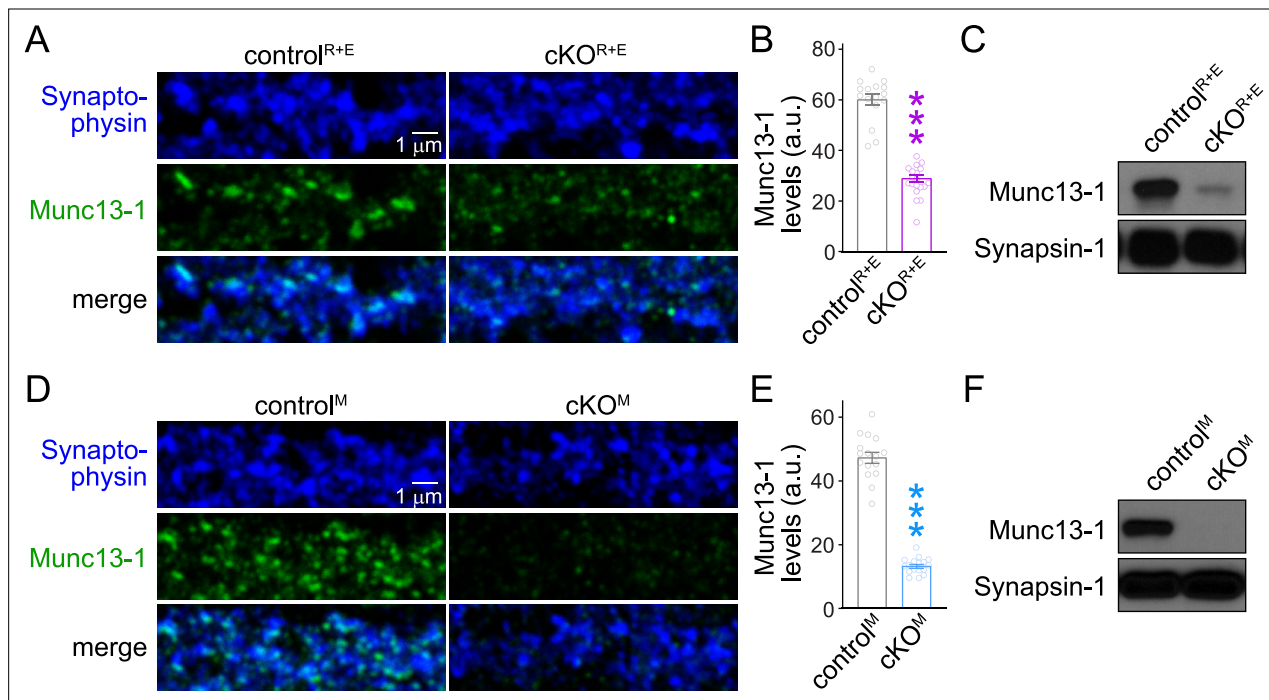 A
controlR+E
cKOR+E
Synapto-
physin
1 μm
Munc13-1
merge
B
Munc13-1
levels (a.u.)
80
60
40
20
0
***
controlR+E
cKOR+E
C
controlR+E
cKOR+E
Munc13-1
Synapsin-1
D
controlM
cKOM
Synapto-
physin
1 μm
Munc13-1
merge
E
Munc13-1
levels (a.u.)
60
40
20
0
***
controlM
cKOM
F
controlM
cKOM
Munc13-1
Synapsin-1